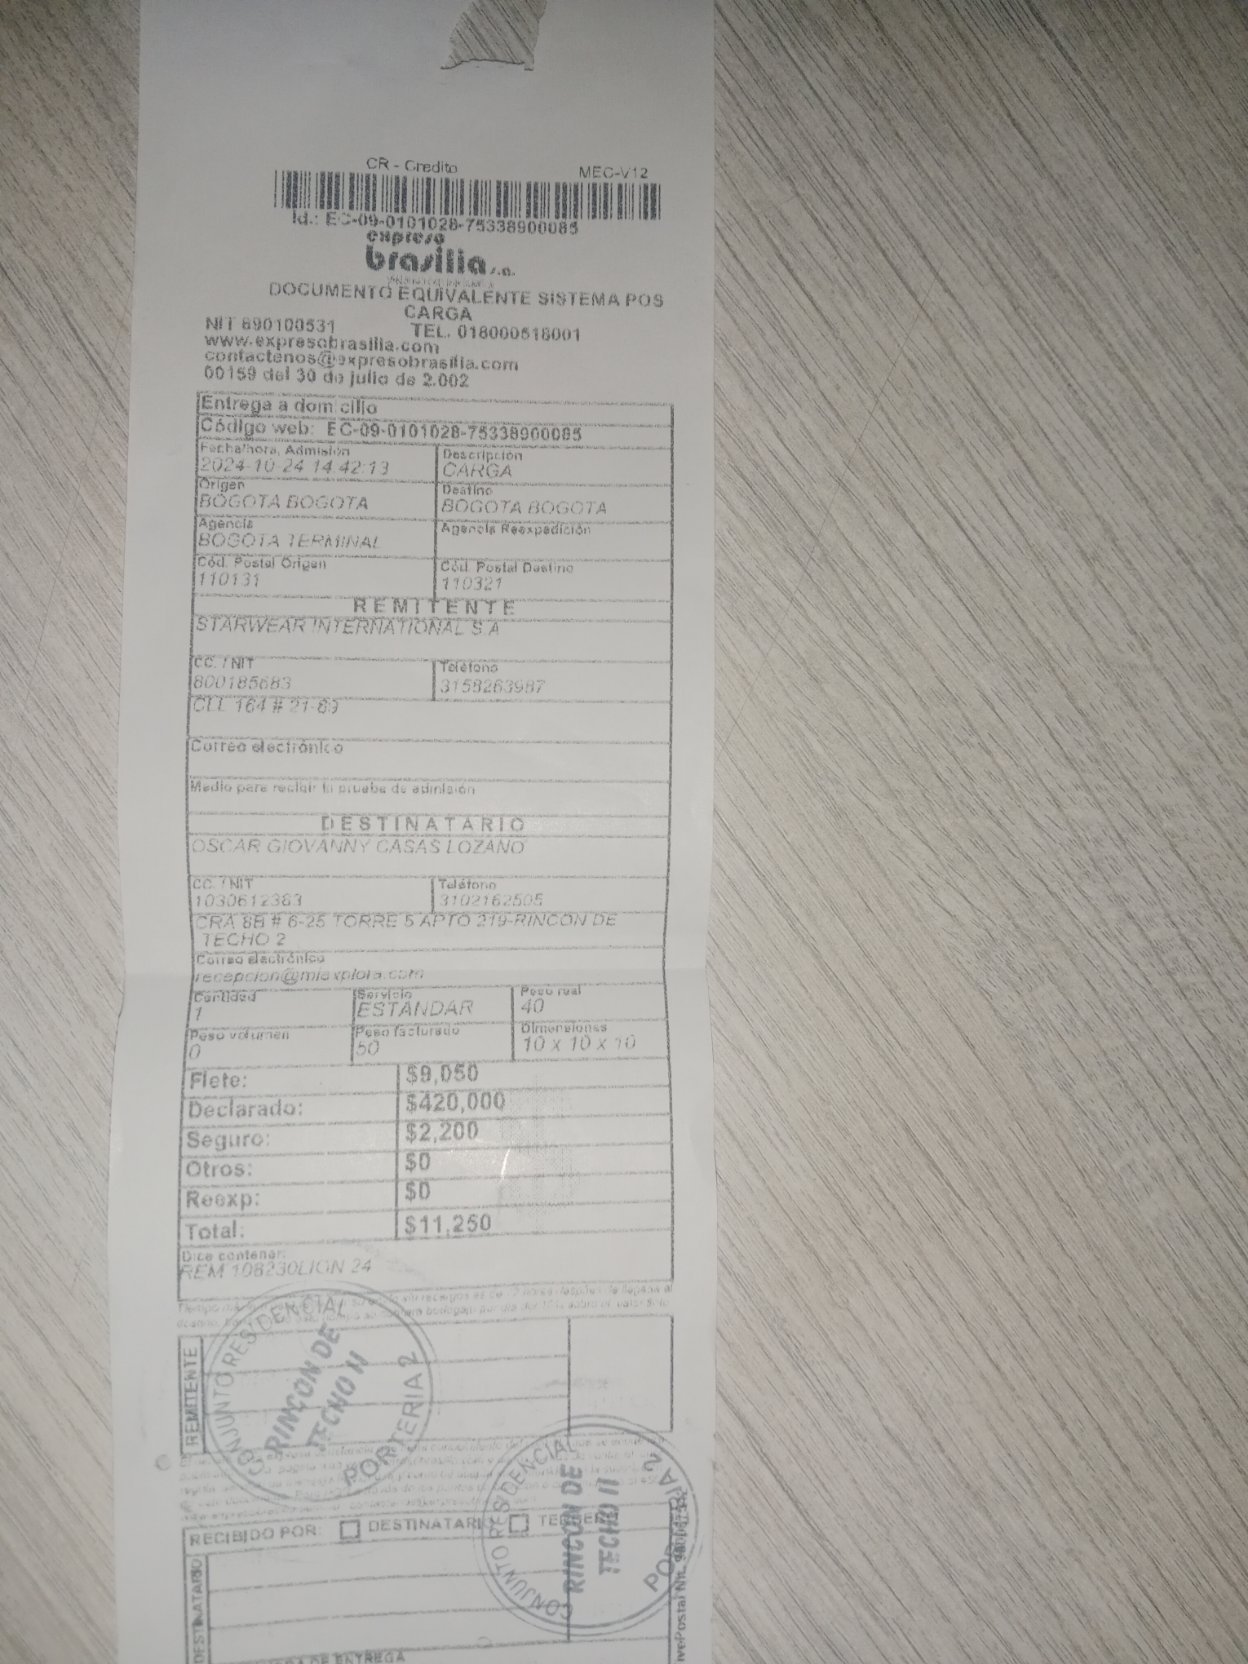 CR - Credito MEC-V12
Id.: EC-09-0101028-75338900085
expreso
brasilia s.a.
DOCUMENTO EQUIVALENTE SISTEMA POS
CARGA
NIT 890100531 TEL. 018000518001
www.expresobrasilia.com
contactenos@expresobrasilia.com
00159 del 30 de julio de 2.002
Entrega a domicilio
Código web: EC-09-0101028-75338900085
Fecha/hora, Admisión Descripción
2024-10-24 14:42:13 CARGA
Origen Destino
BOGOTA BOGOTA BOGOTA BOGOTA
Agencia Agencia Reexpedición
BOGOTA TERMINAL
Cód. Postal Origen Cód. Postal Destino
110131 110321
REMITENTE
STARWEAR INTERNATIONAL S.A
CC. / NIT Teléfono
800185683 3158263987
CLL 164 # 21-69
Correo electrónico
Medio para recibir la prueba de admisión
DESTINATARIO
OSCAR GIOVANNY CASAS LOZANO
CC. / NIT Teléfono
1030612383 3102162505
CRA 8B # 6-25 TORRE 5 APTO 219-RINCON DE
TECHO 2
Correo electrónico
recepcion@miexplora.com
Cantidad Servicio Peso real
1 ESTANDAR 40
Peso volumen Peso facturado Dimensiones
0 50 10 x 10 x 10
Flete: $9,050
Declarado: $420,000
Seguro: $2,200
Otros: $0
Reexp: $0
Total: $11,250
Dice contener:
REM 108230LION 24
REMITENTE
CONJUNTO RESIDENCIAL
RINCON DE
TECHO II
PORTERIA 2
RECIBIDO POR: DESTINATARIO
CONJUNTO RESIDENCIAL
RINCON DE
TECHO II
PORTERIA 2
DESTINATARIO
DE ENTREGA